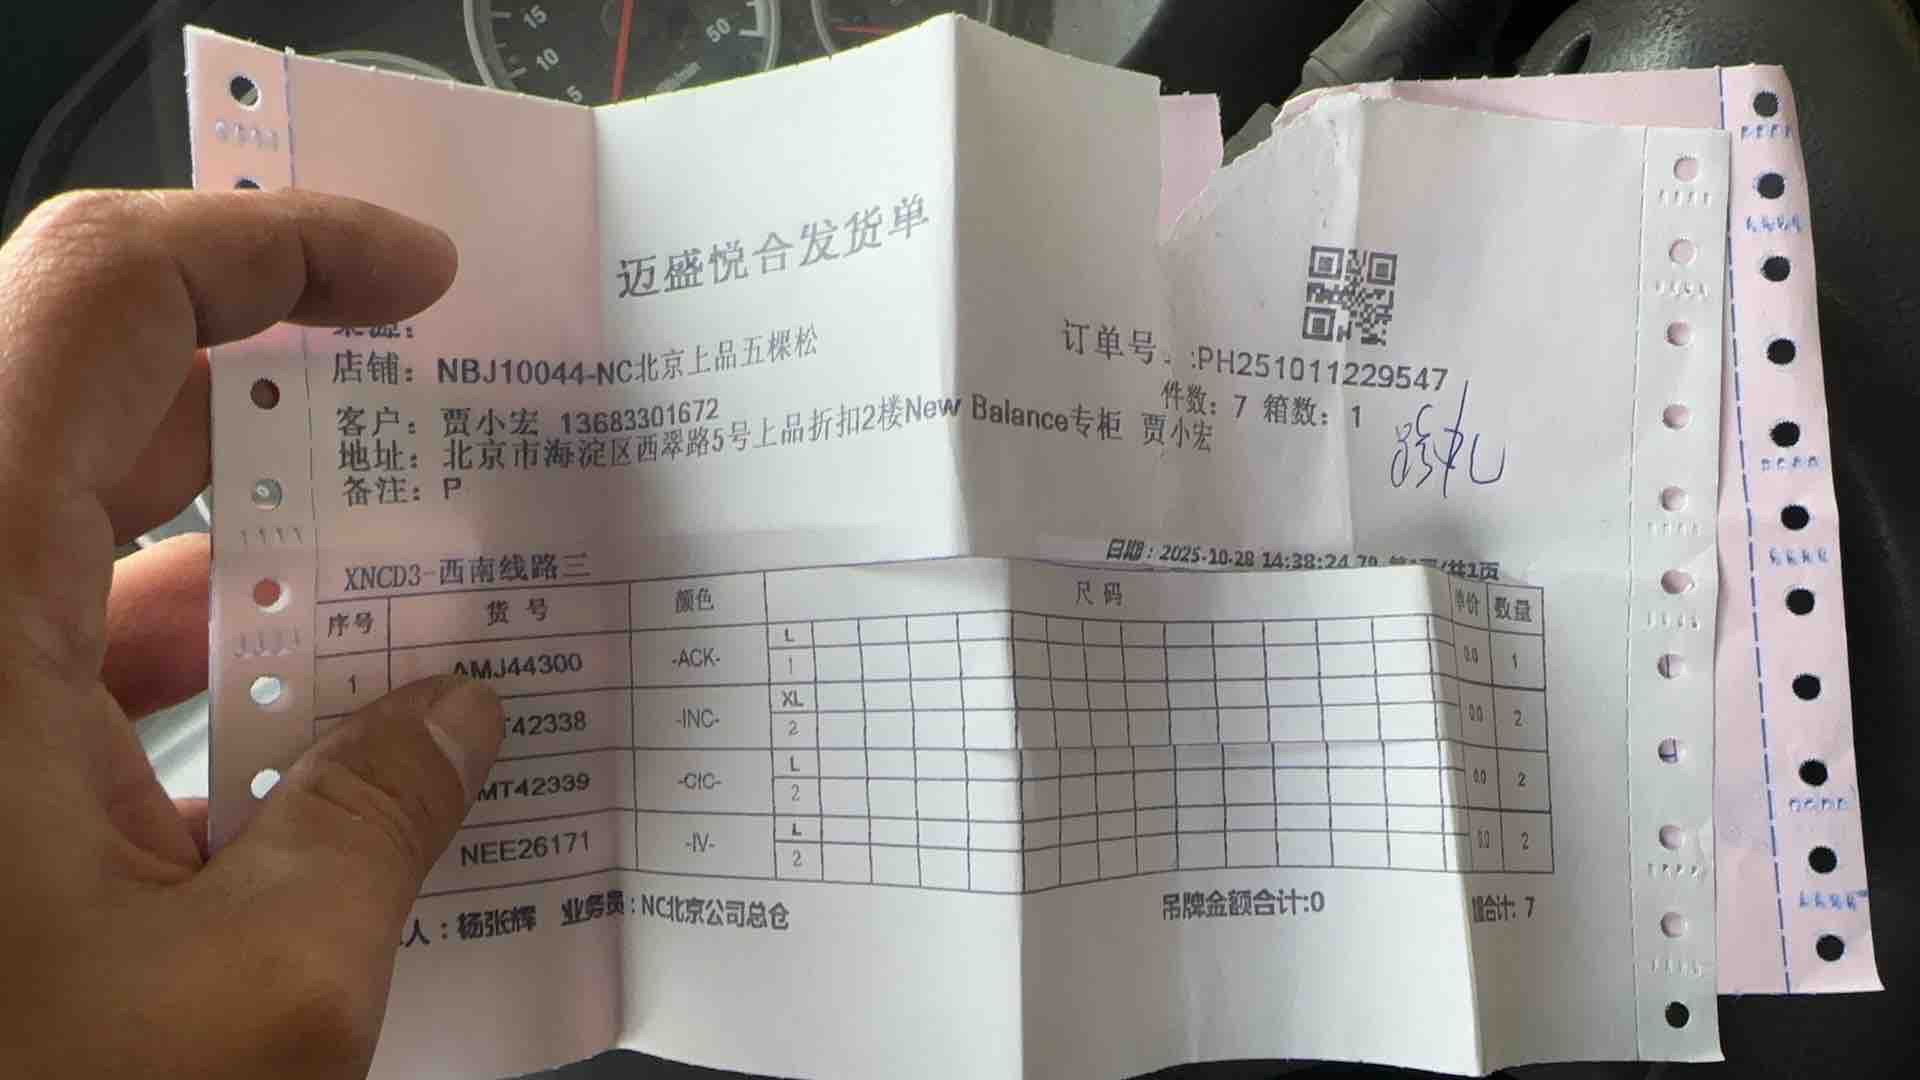 迈盛悦合发货单
来源：
店铺：NBJ10044-NC北京上品五棵松
订单号 :PH251011229547
客户：贾小宏 13683301672
件数：7 箱数：1
地址：北京市海淀区西翠路5号上品折扣2楼New Balance专柜 贾小宏
备注：P
XNCD3-西南线路三
日期：2025-10-28 14:38:24
共1页
序号 货号 颜色 尺码 单价 数量
1 AMJ44300 -ACK- L 1 0.0 1
T42338 -INC- XL 2 0.0 2
MT42339 -CIC- L 2 0.0 2
NEE26171 -IV- L 2 0.0 2
人：杨张辉 业务员：NC北京公司总仓 吊牌金额合计:0 合计：7